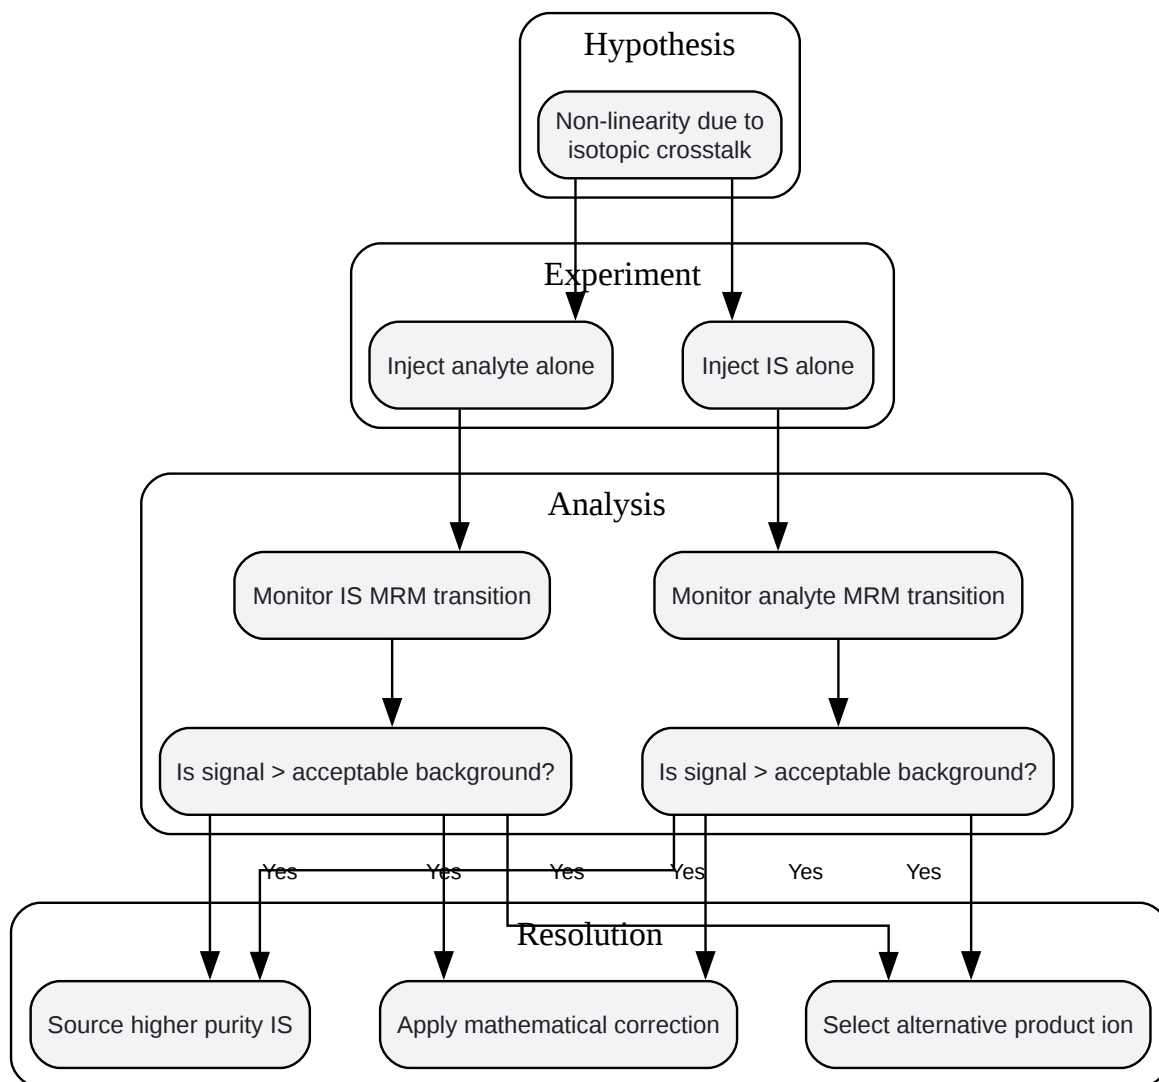 Hypothesis
Non-linearity due to
isotopic crosstalk
Experiment
Inject analyte alone
Inject IS alone
Analysis
Monitor IS MRM transition
Monitor analyte MRM transition
Is signal > acceptable background?
Is signal > acceptable background?
Yes
Yes
Yes
Yes
Yes
Yes
Resolution
Source higher purity IS
Apply mathematical correction
Select alternative product ion